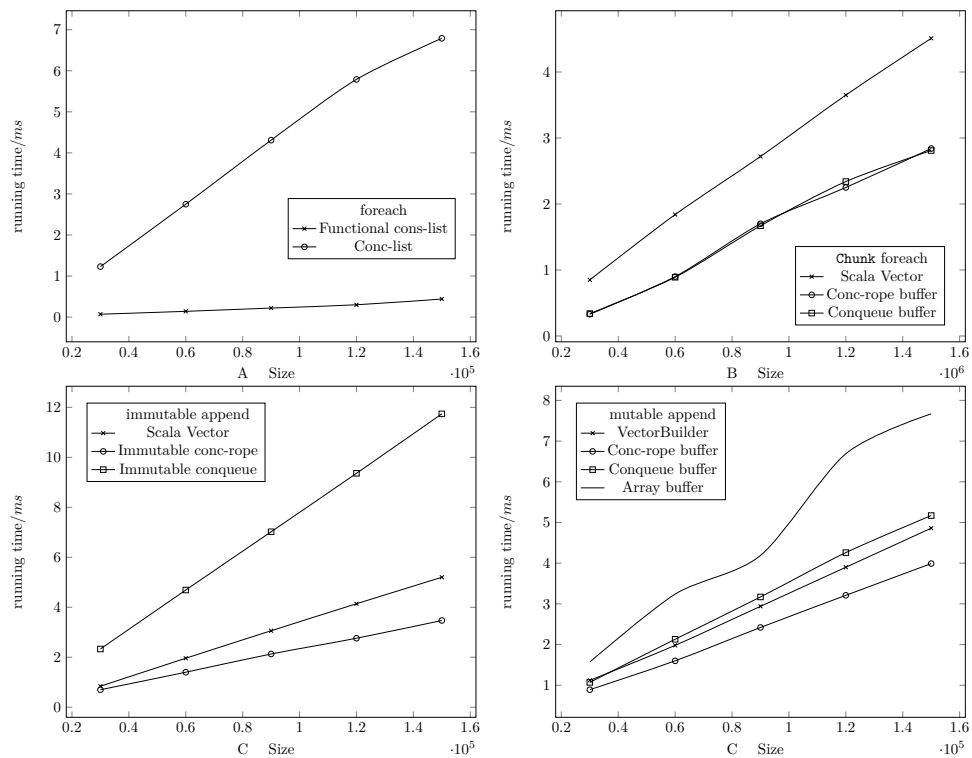 7
6
5
4
3
2
1
0
running time/ms
foreach
Functional cons-list
Conc-list
0.2 0.4 0.6 0.8 1 1.2 1.4 1.6
A Size ·10^5
4
3
2
1
0
running time/ms
Chunk foreach
Scala Vector
Conc-rope buffer
Conqueue buffer
0.2 0.4 0.6 0.8 1 1.2 1.4 1.6
B Size ·10^6
12
10
8
6
4
2
0
running time/ms
immutable append
Scala Vector
Immutable conc-rope
Immutable conqueue
0.2 0.4 0.6 0.8 1 1.2 1.4 1.6
C Size ·10^5
8
7
6
5
4
3
2
1
running time/ms
mutable append
VectorBuilder
Conc-rope buffer
Conqueue buffer
Array buffer
0.2 0.4 0.6 0.8 1 1.2 1.4 1.6
C Size ·10^5